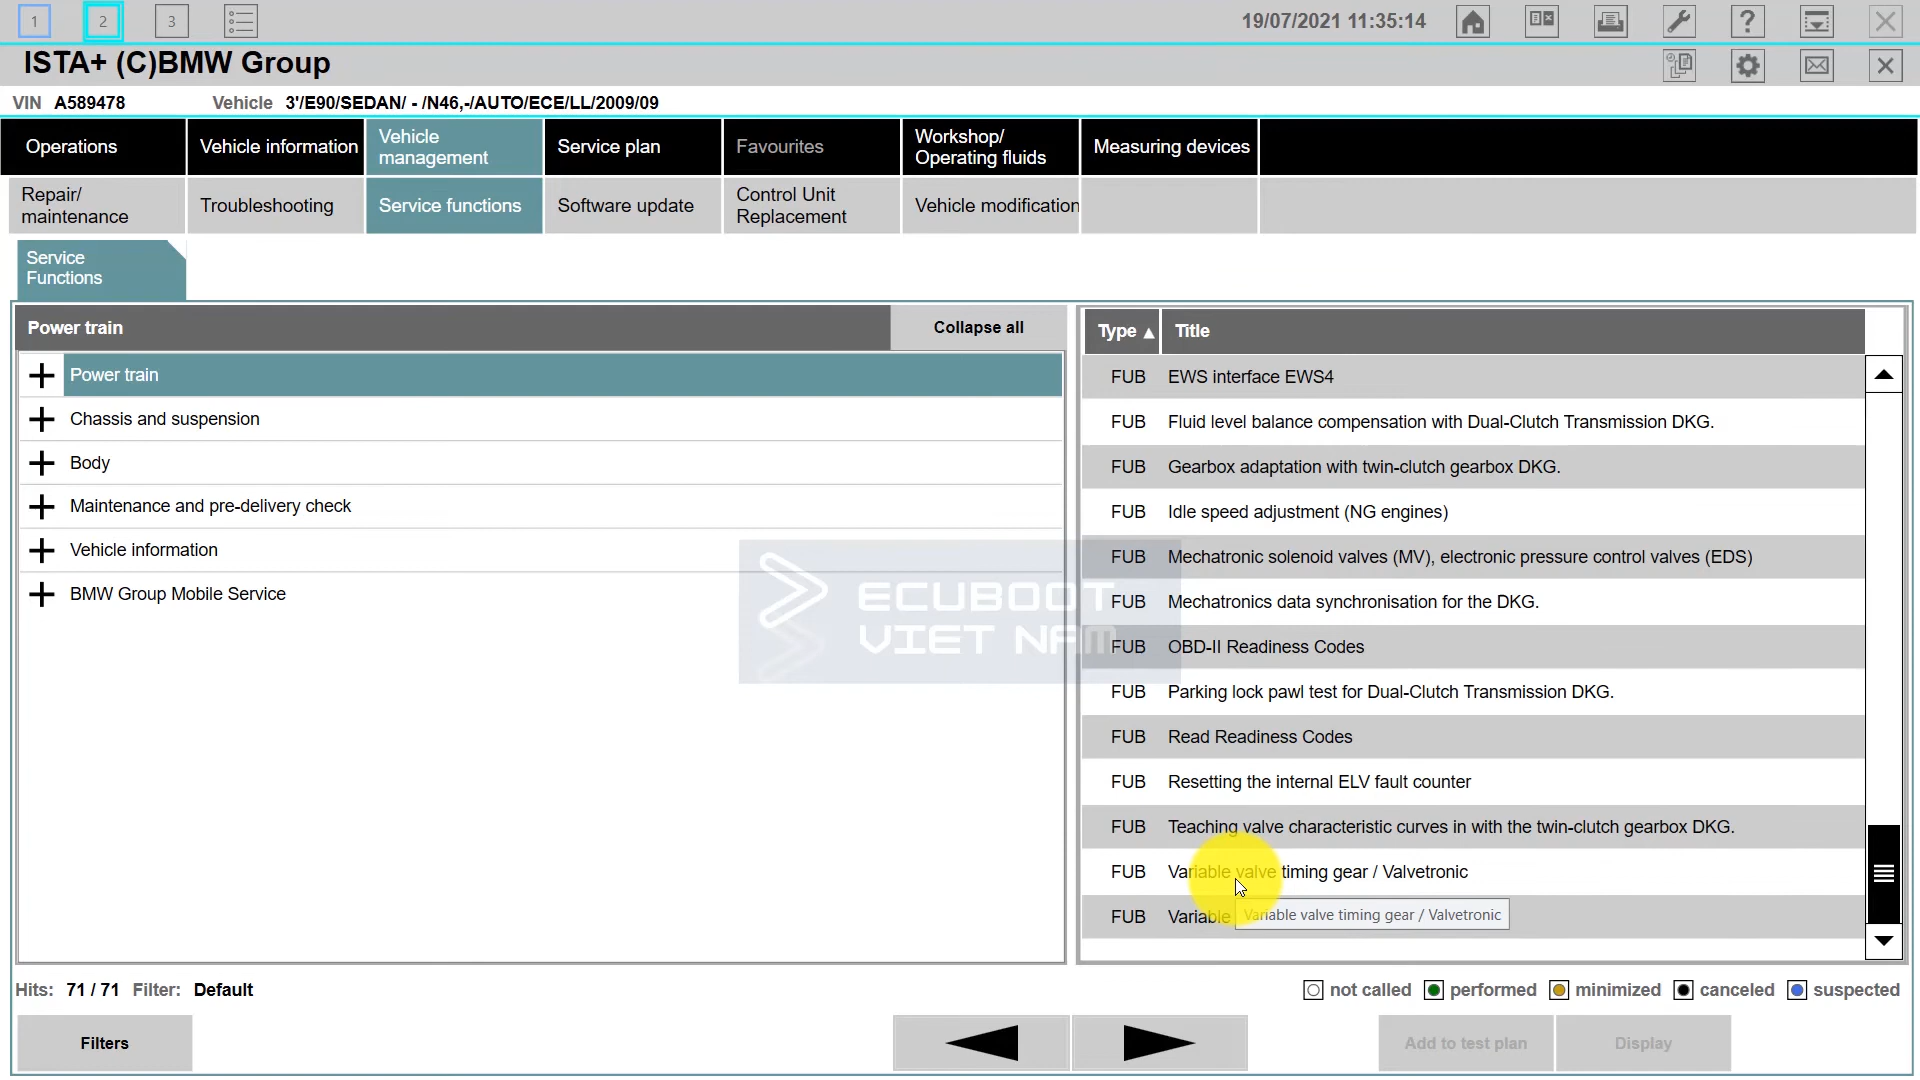 1 2 3 19/07/2021 11:35:14
ISTA+ (C)BMW Group
VIN A589478 Vehicle 3'/E90/SEDAN/ - /N46,-/AUTO/ECE/LL/2009/09
Operations
Vehicle information
Vehicle
management
Service plan
Favourites
Workshop/
Operating fluids
Measuring devices
Repair/
maintenance
Troubleshooting
Service functions
Software update
Control Unit
Replacement
Vehicle modification
Service
Functions
Power train
Collapse all
Power train
Chassis and suspension
Body
Maintenance and pre-delivery check
Vehicle information
BMW Group Mobile Service
Type Title
FUB EWS interface EWS4
FUB Fluid level balance compensation with Dual-Clutch Transmission DKG.
FUB Gearbox adaptation with twin-clutch gearbox DKG.
FUB Idle speed adjustment (NG engines)
FUB Mechatronic solenoid valves (MV), electronic pressure control valves (EDS)
FUB Mechatronics data synchronisation for the DKG.
FUB OBD-II Readiness Codes
FUB Parking lock pawl test for Dual-Clutch Transmission DKG.
FUB Read Readiness Codes
FUB Resetting the internal ELV fault counter
FUB Teaching valve characteristic curves in with the twin-clutch gearbox DKG.
FUB Variable valve timing gear / Valvetronic
FUB Variable
Variable valve timing gear / Valvetronic
ECUBOOT
VIET NAM
Hits: 71 / 71 Filter: Default
not called performed minimized canceled suspected
Filters
Add to test plan
Display